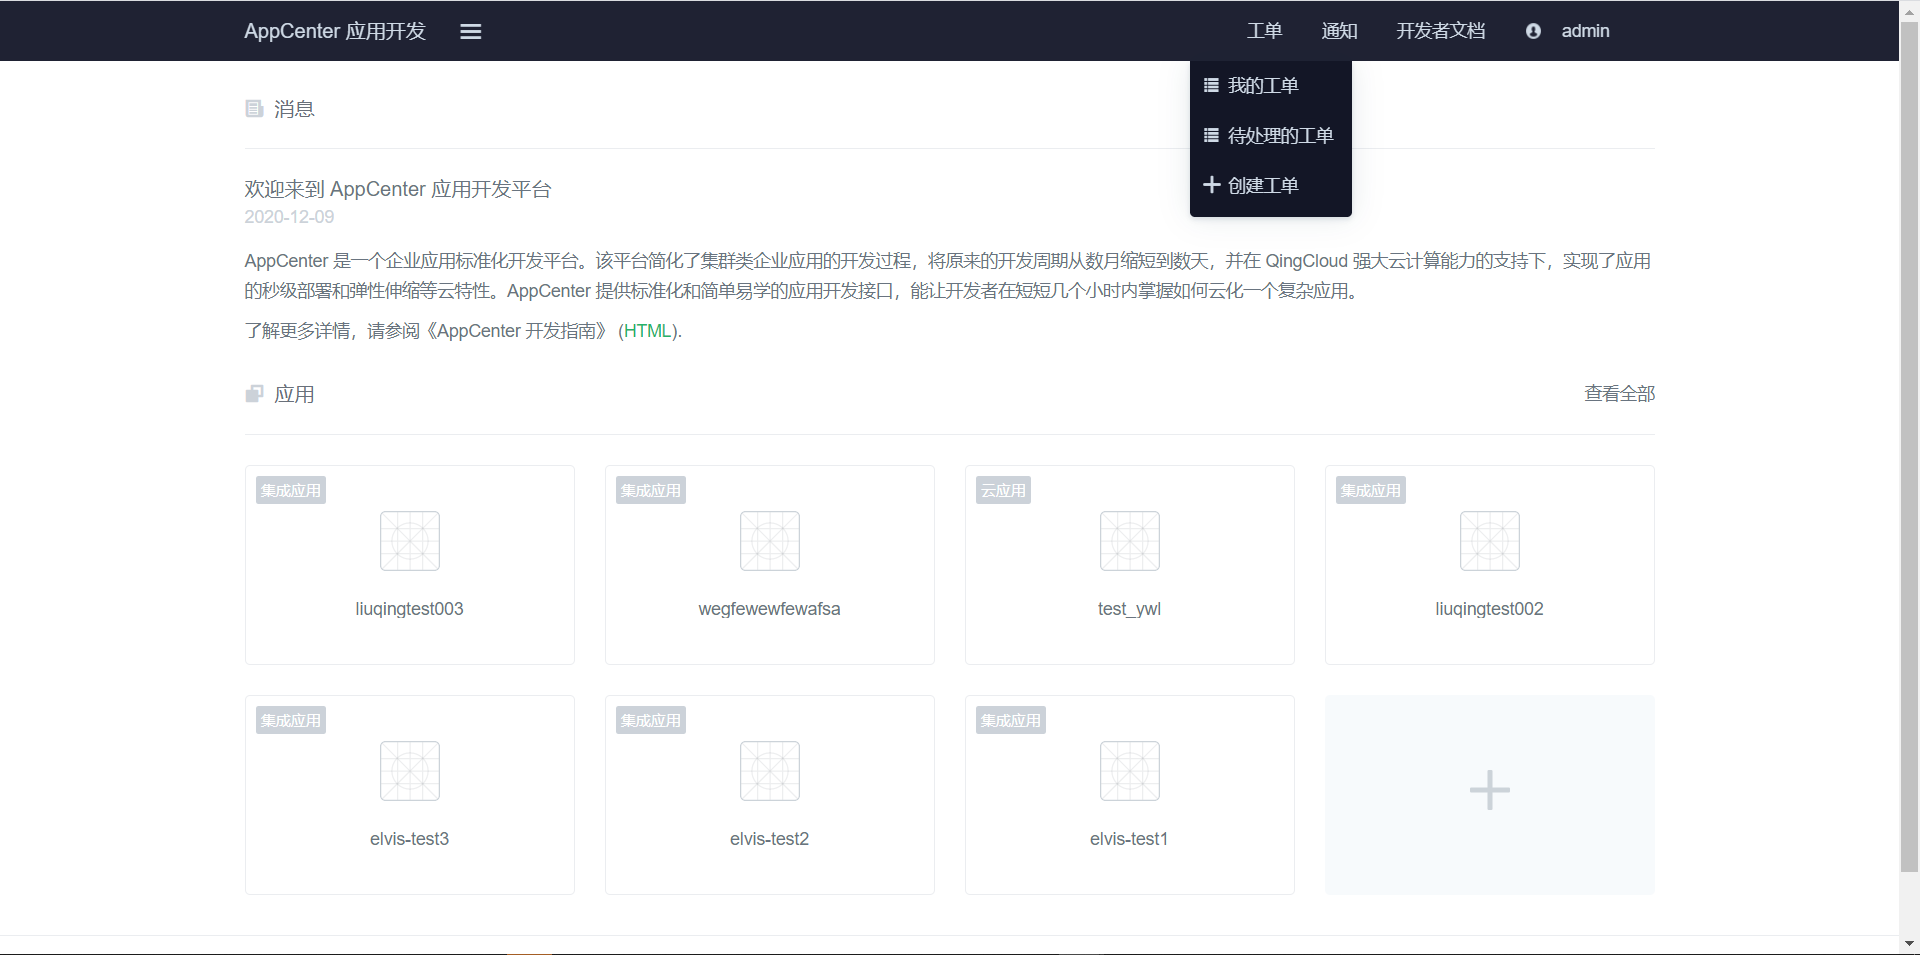 AppCenter 应用开发
工单
通知
开发者文档
admin
我的工单
待处理的工单
创建工单
消息
欢迎来到 AppCenter 应用开发平台
2020-12-09
AppCenter 是一个企业应用标准化开发平台。该平台简化了集群类企业应用的开发过程，将原来的开发周期从数月缩短到数天，并在 QingCloud 强大云计算能力的支持下，实现了应用
的秒级部署和弹性伸缩等云特性。AppCenter 提供标准化和简单易学的应用开发接口，能让开发者在短短几个小时内掌握如何云化一个复杂应用。
了解更多详情，请参阅《AppCenter 开发指南》 (HTML).
应用
查看全部
集成应用
liuqingtest003
集成应用
wegfewewfewafsa
云应用
test_ywl
集成应用
liuqingtest002
集成应用
elvis-test3
集成应用
elvis-test2
集成应用
elvis-test1